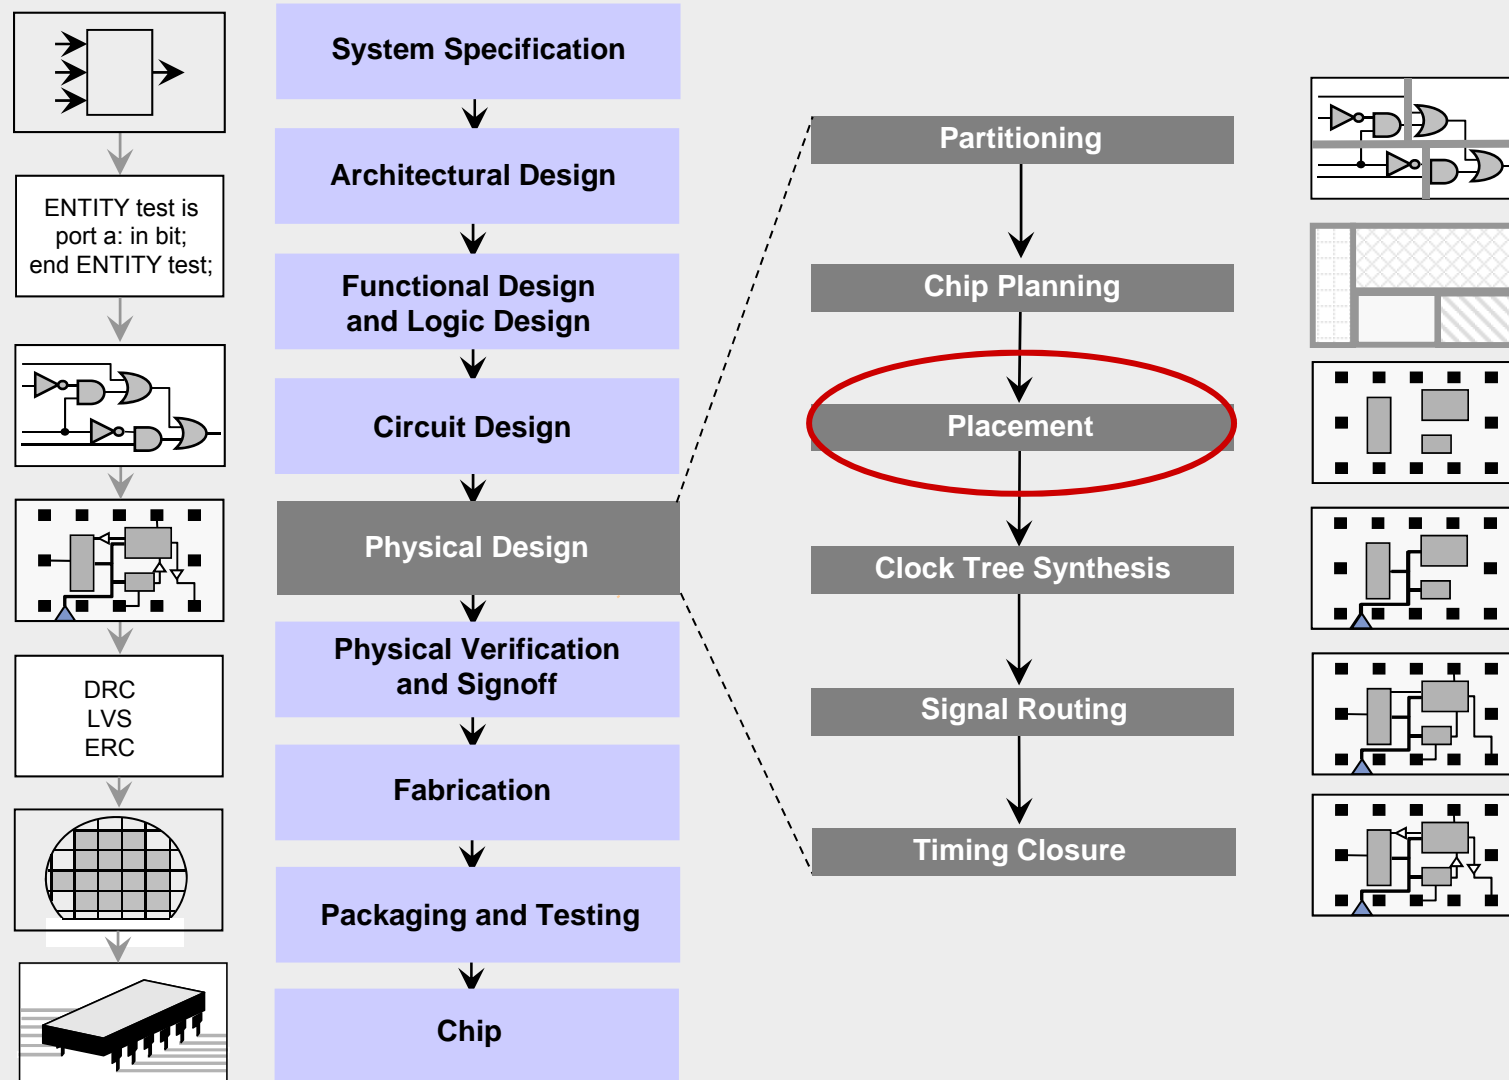 System Specification
Architectural Design
ENTITY test is
port a: in bit;
end ENTITY test;
Functional Design
and Logic Design
Circuit Design
Physical Design
Physical Verification
and Signoff
DRC
LVS
ERC
Fabrication
Packaging and Testing
Chip
Partitioning
Chip Planning
Placement
Clock Tree Synthesis
Signal Routing
Timing Closure